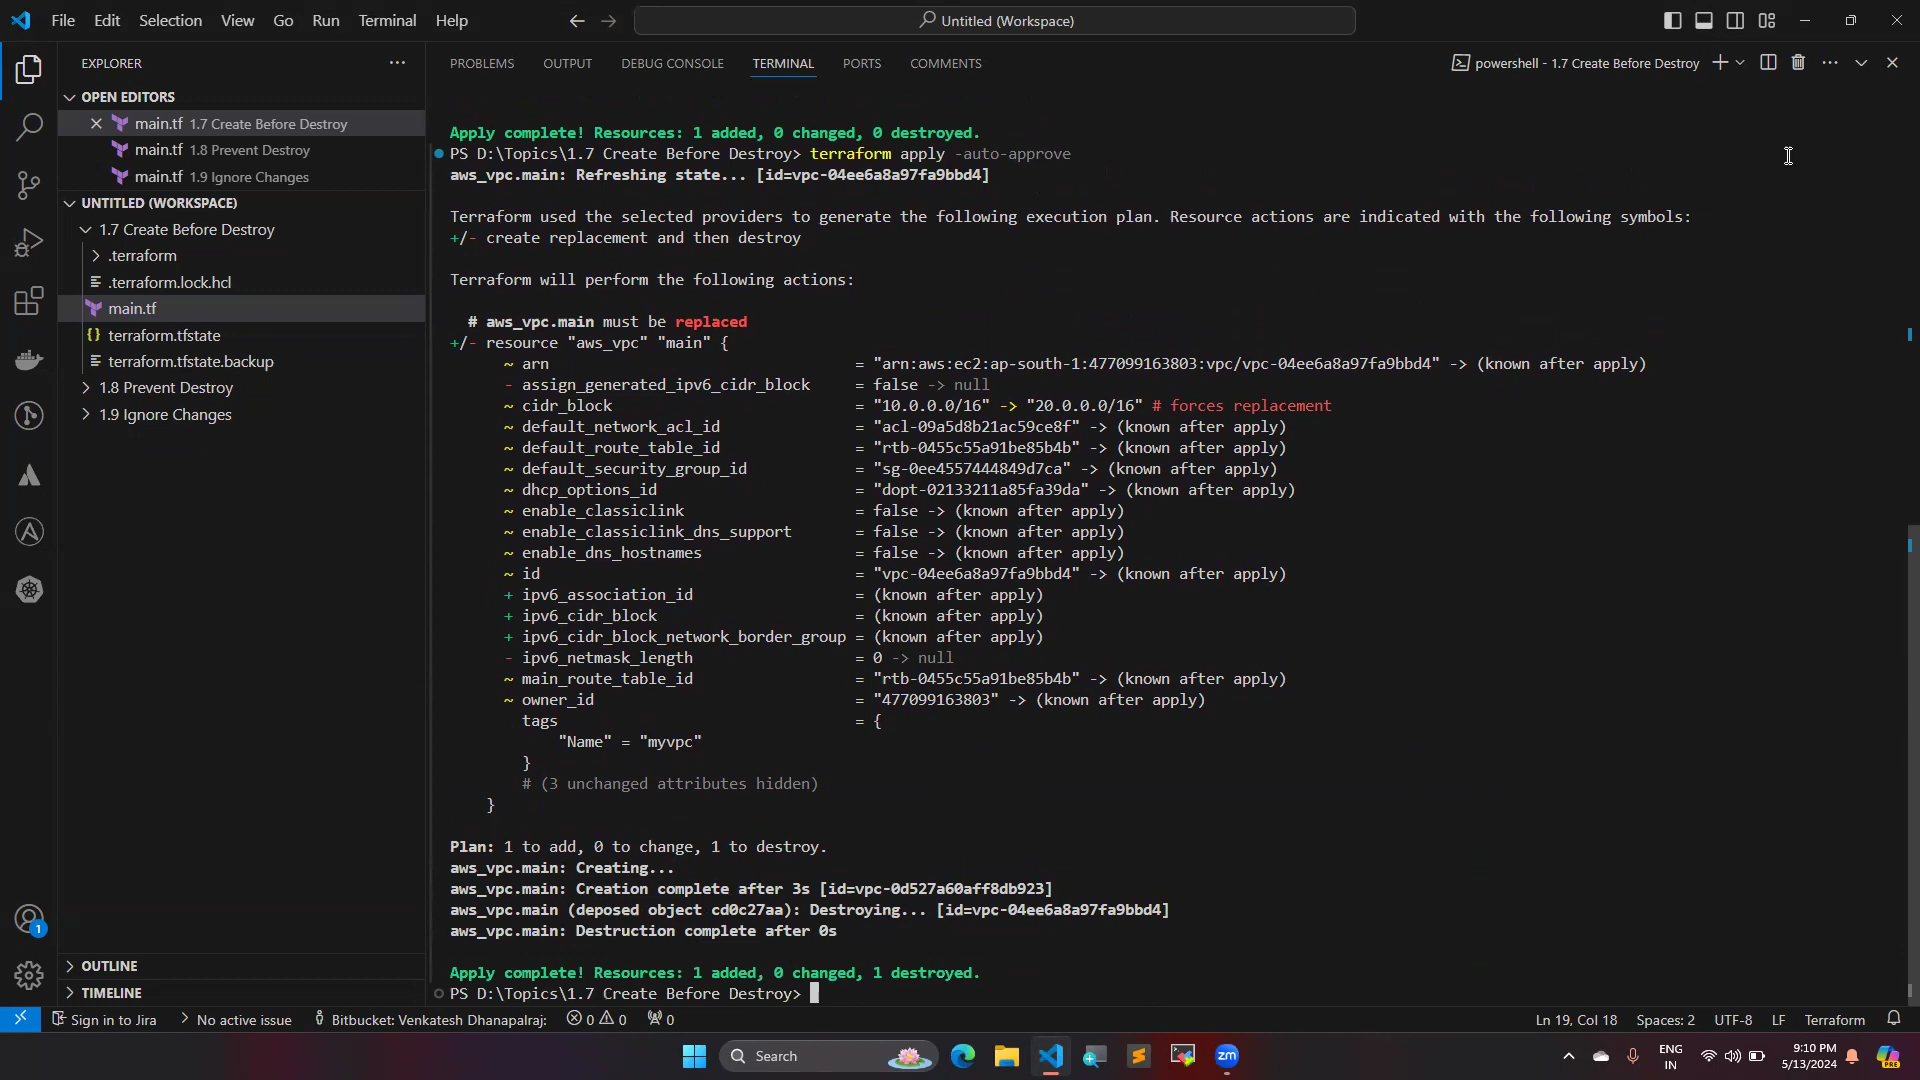 File Edit Selection View Go Run Terminal Help
Untitled (Workspace)
EXPLORER
OPEN EDITORS
main.tf 1.7 Create Before Destroy
main.tf 1.8 Prevent Destroy
main.tf 1.9 Ignore Changes
UNTITLED (WORKSPACE)
1.7 Create Before Destroy
.terraform
.terraform.lock.hcl
main.tf
terraform.tfstate
terraform.tfstate.backup
1.8 Prevent Destroy
1.9 Ignore Changes
OUTLINE
TIMELINE
PROBLEMS OUTPUT DEBUG CONSOLE TERMINAL PORTS COMMENTS
powershell - 1.7 Create Before Destroy
Apply complete! Resources: 1 added, 0 changed, 0 destroyed.
PS D:\Topics\1.7 Create Before Destroy> terraform apply -auto-approve
aws_vpc.main: Refreshing state... [id=vpc-04ee6a8a97fa9bbd4]
Terraform used the selected providers to generate the following execution plan. Resource actions are indicated with the following symbols:
+/- create replacement and then destroy
Terraform will perform the following actions:
# aws_vpc.main must be replaced
+/- resource "aws_vpc" "main" {
~ arn = "arn:aws:ec2:ap-south-1:477099163803:vpc/vpc-04ee6a8a97fa9bbd4" -> (known after apply)
- assign_generated_ipv6_cidr_block = false -> null
~ cidr_block = "10.0.0.0/16" -> "20.0.0.0/16" # forces replacement
~ default_network_acl_id = "acl-09a5d8b21ac59ce8f" -> (known after apply)
~ default_route_table_id = "rtb-0455c55a91be85b4b" -> (known after apply)
~ default_security_group_id = "sg-0ee4557444849d7ca" -> (known after apply)
~ dhcp_options_id = "dopt-02133211a85fa39da" -> (known after apply)
~ enable_classiclink = false -> (known after apply)
~ enable_classiclink_dns_support = false -> (known after apply)
~ enable_dns_hostnames = false -> (known after apply)
~ id = "vpc-04ee6a8a97fa9bbd4" -> (known after apply)
+ ipv6_association_id = (known after apply)
+ ipv6_cidr_block = (known after apply)
+ ipv6_cidr_block_network_border_group = (known after apply)
- ipv6_netmask_length = 0 -> null
~ main_route_table_id = "rtb-0455c55a91be85b4b" -> (known after apply)
~ owner_id = "477099163803" -> (known after apply)
tags = {
"Name" = "myvpc"
}
# (3 unchanged attributes hidden)
}
Plan: 1 to add, 0 to change, 1 to destroy.
aws_vpc.main: Creating...
aws_vpc.main: Creation complete after 3s [id=vpc-0d527a60aff8db923]
aws_vpc.main (deposed object cd0c27aa): Destroying... [id=vpc-04ee6a8a97fa9bbd4]
aws_vpc.main: Destruction complete after 0s
Apply complete! Resources: 1 added, 0 changed, 1 destroyed.
PS D:\Topics\1.7 Create Before Destroy>
1
Sign in to Jira No active issue Bitbucket: Venkatesh Dhanapalraj: 0 0 0
Ln 19, Col 18 Spaces: 2 UTF-8 LF Terraform
Search
zm
ENG
IN
9:10 PM
5/13/2024
PRE